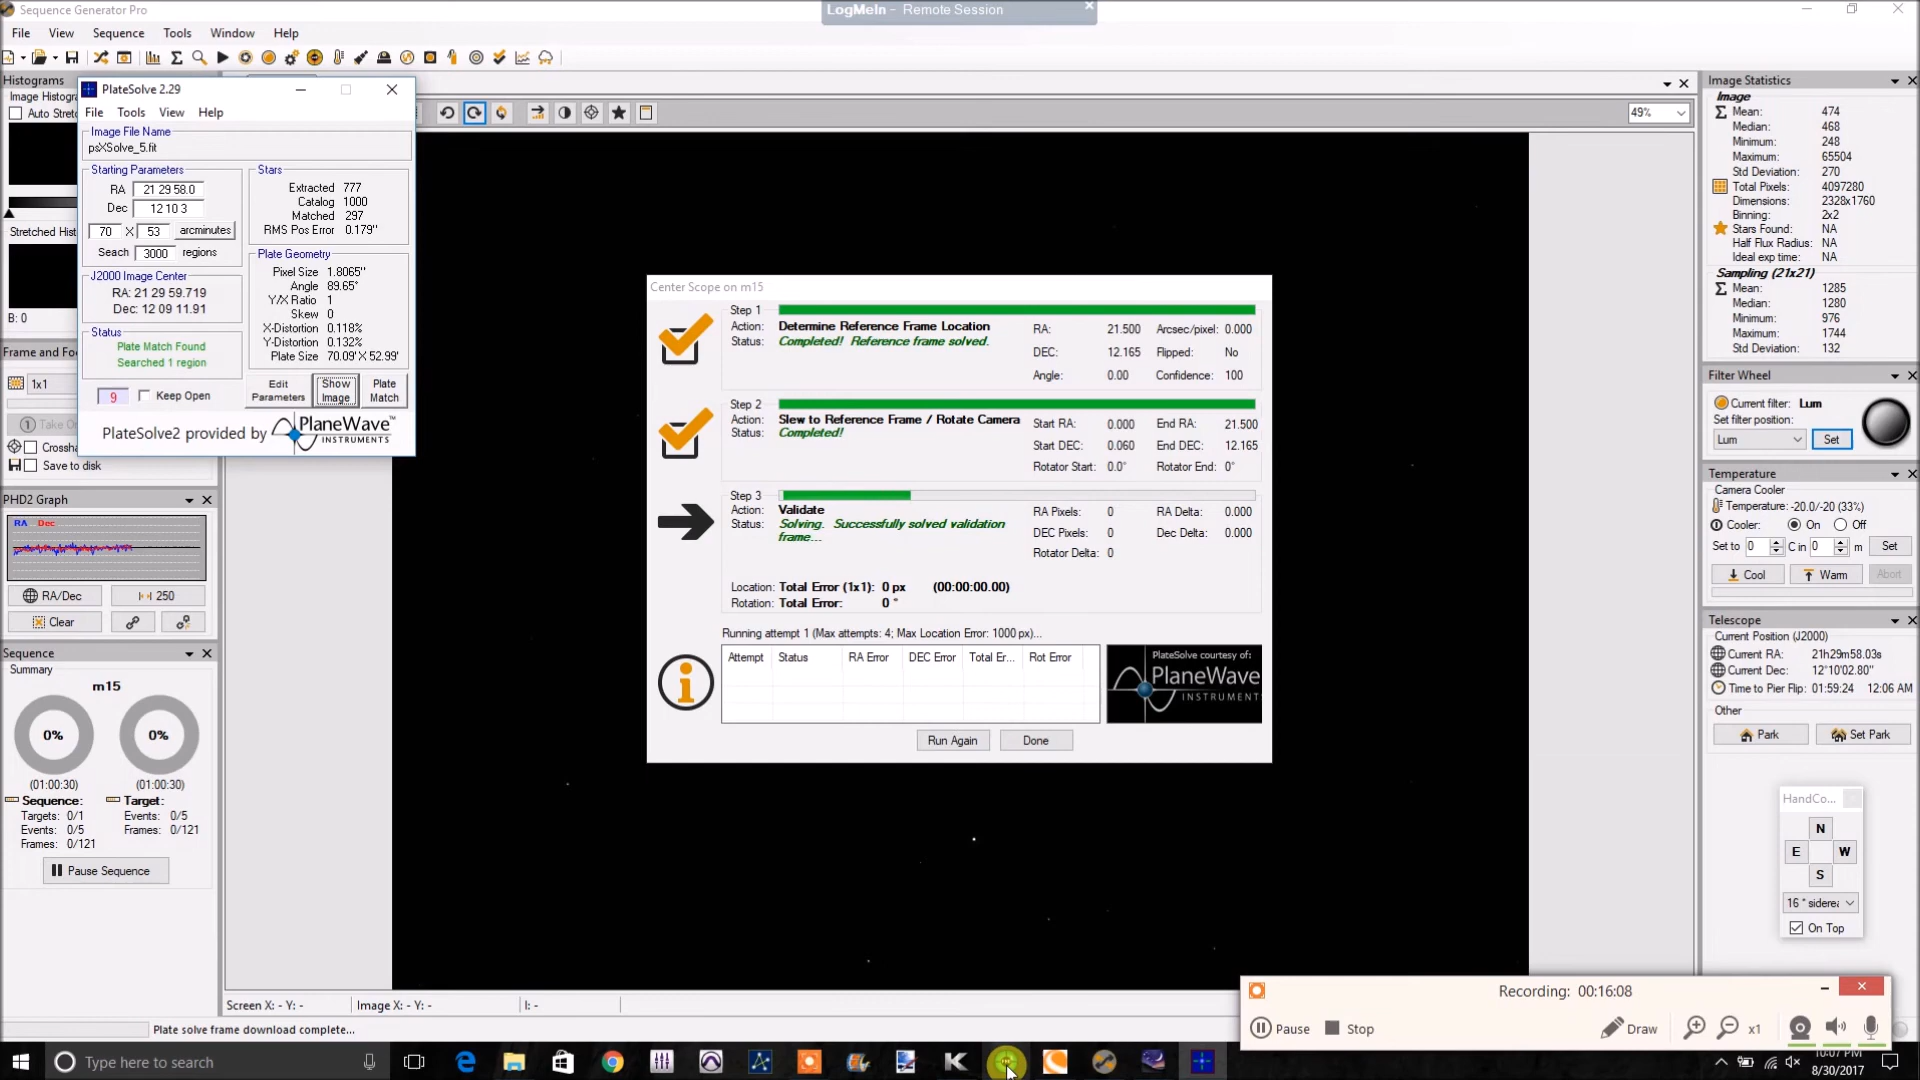 Sequence Generator Pro
LogMeIn - Remote Session
File View Sequence Tools Window Help
Histograms
Image Histogr
Auto Stretc
Stretched Hist
B: 0
PlateSolve 2.29
File Tools View Help
Image File Name
psXSolve_5.fit
Starting Parameters
RA 21 29 58.0
Dec 12 10 3
70 X 53 arcminutes
Seach 3000 regions
J2000 Image Center
RA: 21 29 59.719
Dec: 12 09 11.91
Status
Plate Match Found
Searched 1 region
9 Keep Open
Stars
Extracted 777
Catalog 1000
Matched 297
RMS Pos Error 0.179''
Plate Geometry
Pixel Size 1.8065''
Angle 89.65°
Y/X Ratio 1
Skew 0
X-Distortion 0.118%
Y-Distortion 0.132%
Plate Size 70.09' X 52.99'
Edit Parameters
Show Image
Plate Match
PlateSolve2 provided by PlaneWave™ INSTRUMENTS
49%
Frame and Foc
1x1
Take O
Crossha
Save to disk
PHD2 Graph
RA Dec
RA/Dec 250
Clear
Sequence
Summary
m15
0% 0%
(01:00:30) (01:00:30)
Sequence: Target:
Targets: 0/1 Events: 0/5
Events: 0/5 Frames: 0/121
Frames: 0/121
Pause Sequence
Center Scope on m15
Step 1
Action: Determine Reference Frame Location
Status: Completed! Reference frame solved.
RA: 21.500 Arcsec/pixel: 0.000
DEC: 12.165 Flipped: No
Angle: 0.00 Confidence: 100
Step 2
Action: Slew to Reference Frame / Rotate Camera
Status: Completed!
Start RA: 0.000 End RA: 21.500
Start DEC: 0.060 End DEC: 12.165
Rotator Start: 0.0° Rotator End: 0°
Step 3
Action: Validate
Status: Solving. Successfully solved validation
frame...
RA Pixels: 0 RA Delta: 0.000
DEC Pixels: 0 Dec Delta: 0.000
Rotator Delta: 0
Location: Total Error (1x1): 0 px (00:00:00.00)
Rotation: Total Error: 0 °
Running attempt 1 (Max attempts: 4; Max Location Error: 1000 px)...
Attempt Status RA Error DEC Error Total Er... Rot Error
PlateSolve courtesy of:
PlaneWave
INSTRUMENT
Run Again Done
Image Statistics
Image
Mean: 474
Median: 468
Minimum: 248
Maximum: 65504
Std Deviation: 270
Total Pixels: 4097280
Dimensions: 2328x1760
Binning: 2x2
Stars Found: NA
Half Flux Radius: NA
Ideal exp time: NA
Sampling (21x21)
Mean: 1285
Median: 1280
Minimum: 976
Maximum: 1744
Std Deviation: 132
Filter Wheel
Current filter: Lum
Set filter position:
Lum Set
Temperature
Camera Cooler
Temperature: -20.0/-20 (33%)
Cooler: On Off
Set to 0 C in 0 m Set
Cool Warm Abort
Telescope
Current Position (J2000)
Current RA: 21h29m58.03s
Current Dec: 12°10'02.80"
Time to Pier Flip: 01:59:24 12:06 AM
Other
Park Set Park
HandCo...
N
E W
S
16 * siderea
On Top
Screen X: - Y: - Image X: - Y: - I: -
Plate solve frame download complete...
Recording: 00:16:08
Pause Stop Draw x1
Type here to search
10:07 PM
8/30/2017